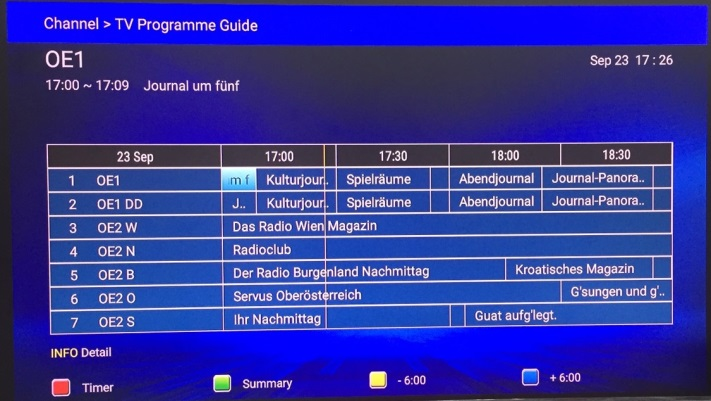 Channel > TV Programme Guide
OE1
Sep 23 17:26
17:00 ~ 17:09 Journal um fünf
23 Sep 17:00 17:30 18:00 18:30
1 OE1 m f Kulturjour.. Spielräume Abendjournal Journal-Panora..
2 OE1 DD J.. Kulturjour.. Spielräume Abendjournal Journal-Panora..
3 OE2 W Das Radio Wien Magazin
4 OE2 N Radioclub
5 OE2 B Der Radio Burgenland Nachmittag Kroatisches Magazin
6 OE2 O Servus Oberösterreich G'sungen und g'..
7 OE2 S Ihr Nachmittag Guat aufg'legt.
INFO Detail
Timer Summary - 6:00 + 6:00